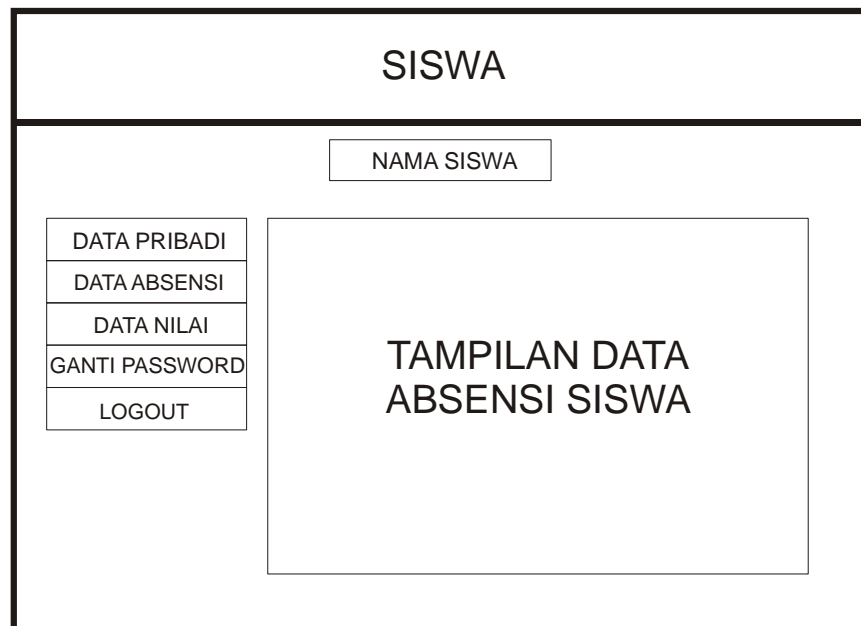 SISWA
NAMA SISWA
DATA PRIBADI
DATA ABSENSI
DATA NILAI
GANTI PASSWORD
LOGOUT
TAMPILAN DATA
ABSENSI SISWA